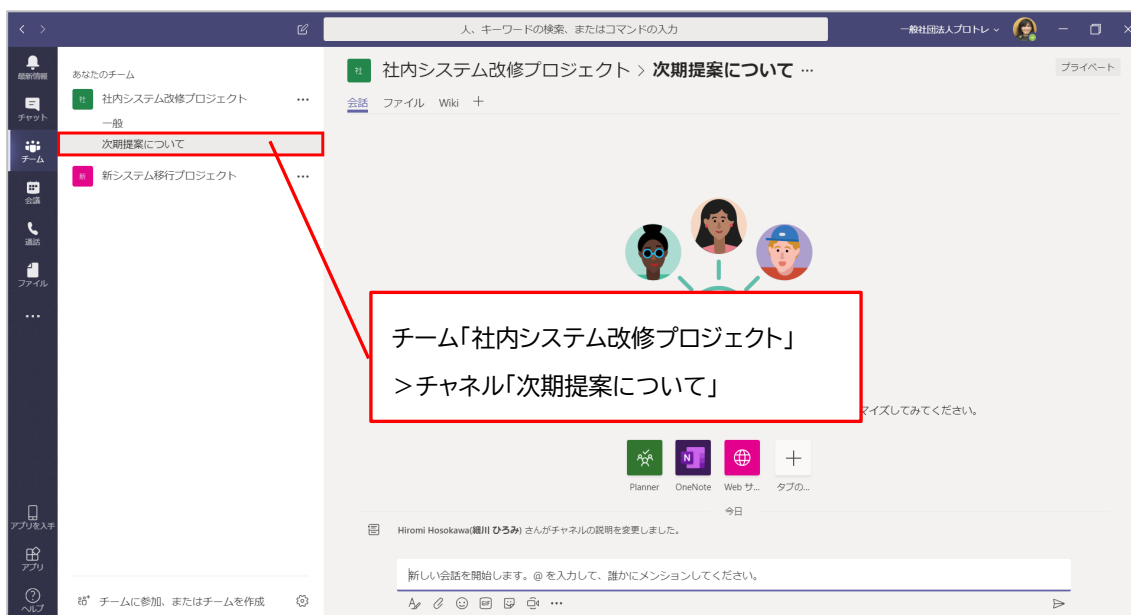 人、キーワードの検索、またはコマンドの入力
一般社団法人プロトレ
最新情報
チャット
チーム
会議
通話
ファイル
アプリを入手
アプリ
ヘルプ
あなたのチーム
社 社内システム改修プロジェクト ...
一般
次期提案について
新 新システム移行プロジェクト ...
チームに参加、またはチームを作成
社 社内システム改修プロジェクト > 次期提案について ...
プライベート
会話 ファイル Wiki +
チーム「社内システム改修プロジェクト」
>チャネル「次期提案について」
マイズしてみてください。
N
Planner OneNote Web サ... タブの...
今日
Hiromi Hosokawa(細川 ひろみ) さんがチャネルの説明を変更しました。
新しい会話を開始します。@ を入力して、誰かにメンションしてください。
GIF